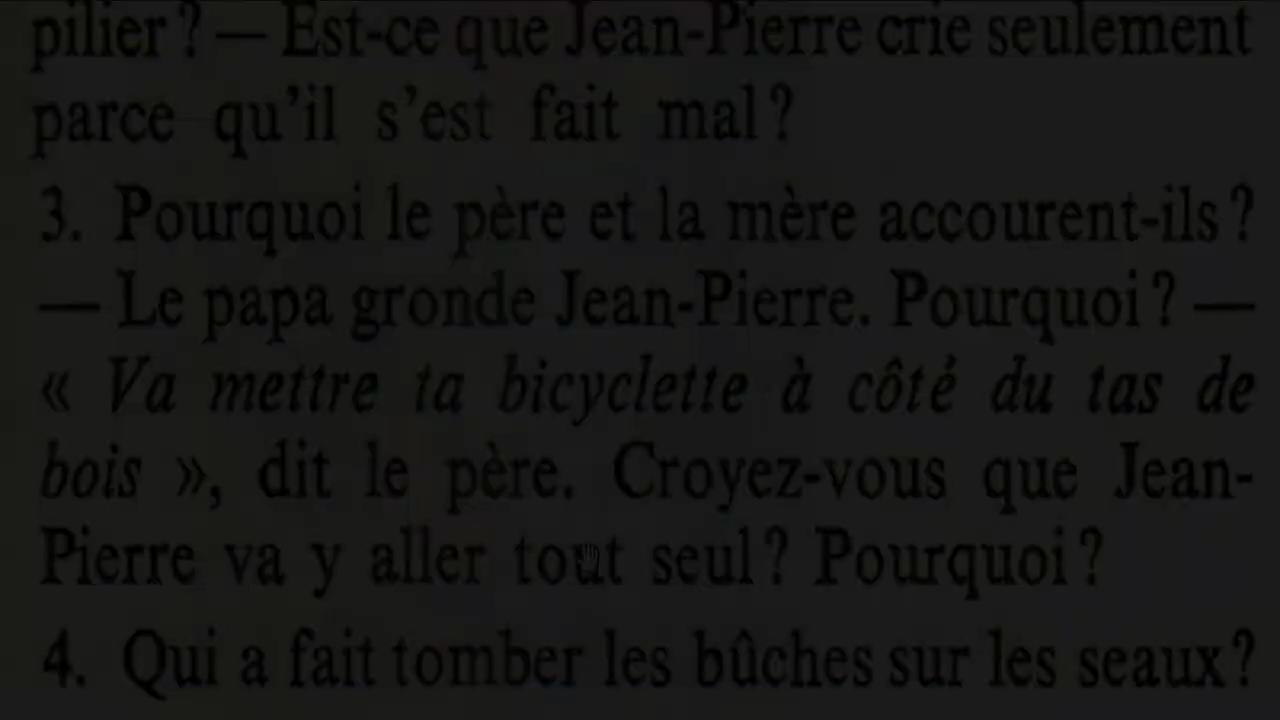 pilier ? — Est-ce que Jean-Pierre crie seulement
parce qu’il s’est fait mal ?
3. Pourquoi le père et la mère accourent-ils ?
— Le papa gronde Jean-Pierre. Pourquoi ? —
« Va mettre ta bicyclette à côté du tas de
bois », dit le père. Croyez-vous que Jean-
Pierre va y aller tout seul ? Pourquoi ?
4. Qui a fait tomber les bûches sur les seaux ?